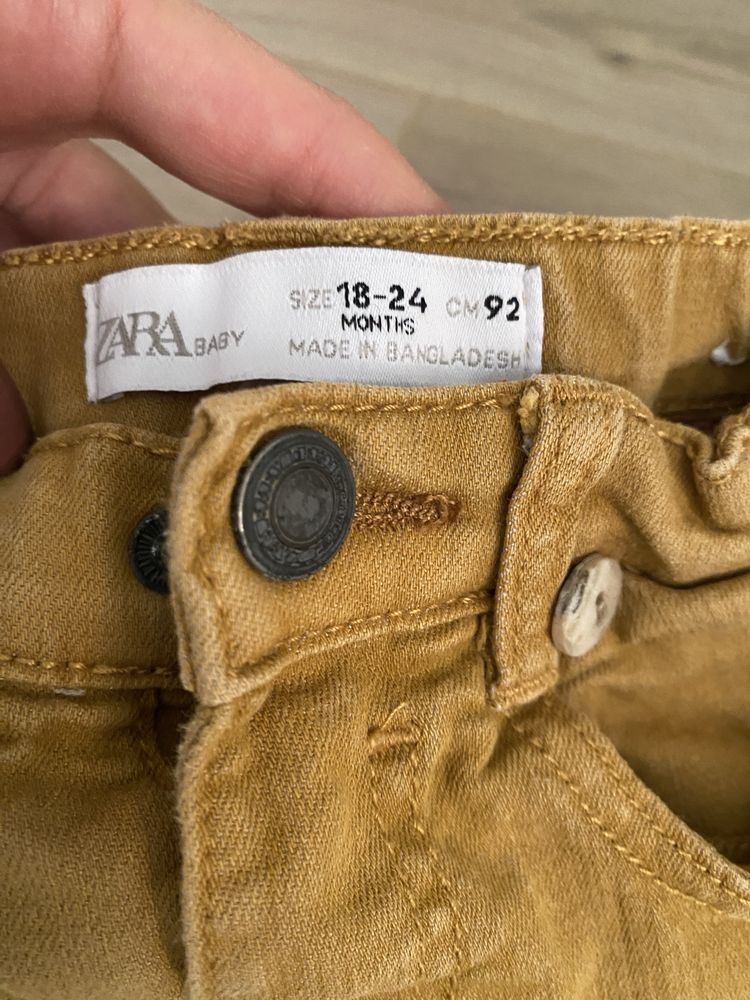 ZARA BABY
SIZE 18-24 CM 92
MONTHS
MADE IN BANGLADESH